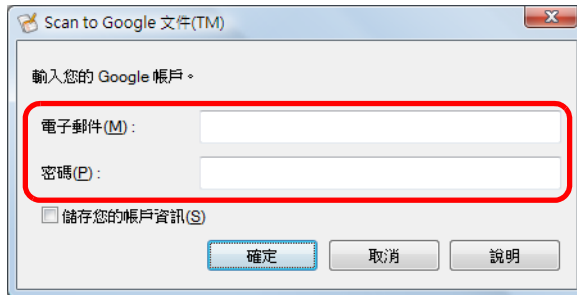 Scan to Google 文件(TM)
輸入您的 Google 帳戶。
電子郵件(M) :
密碼(P) :
儲存您的帳戶資訊(S)
確定 取消 說明